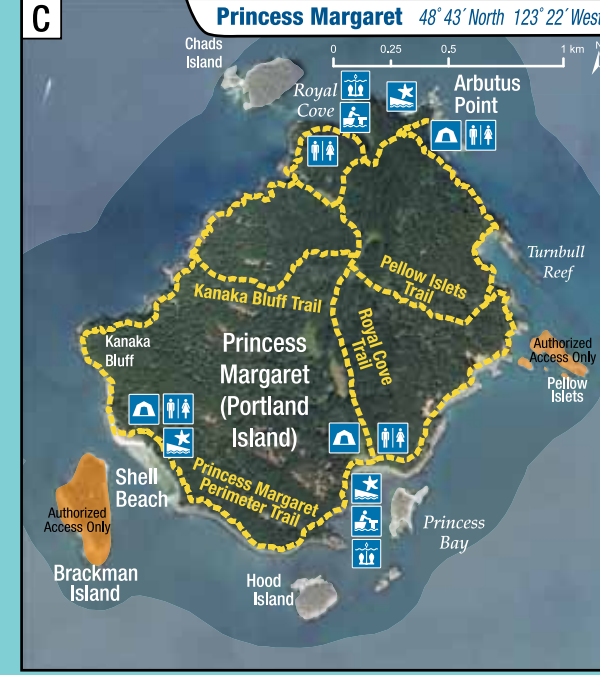 C
Princess Margaret 48° 43´ North 123° 22´ West
0 0.25 0.5 1 km N
Chads
Island
Royal
Cove
Arbutus
Point
Turnbull
Reef
Pellow Islets
Trail
Kanaka Bluff Trail
Royal Cove
Trail
Kanaka
Bluff
Princess
Margaret
(Portland
Island)
Authorized
Access Only
Pellow
Islets
Shell
Beach
Princess Margaret
Perimeter Trail
Authorized
Access Only
Princess
Bay
Brackman
Island
Hood
Island